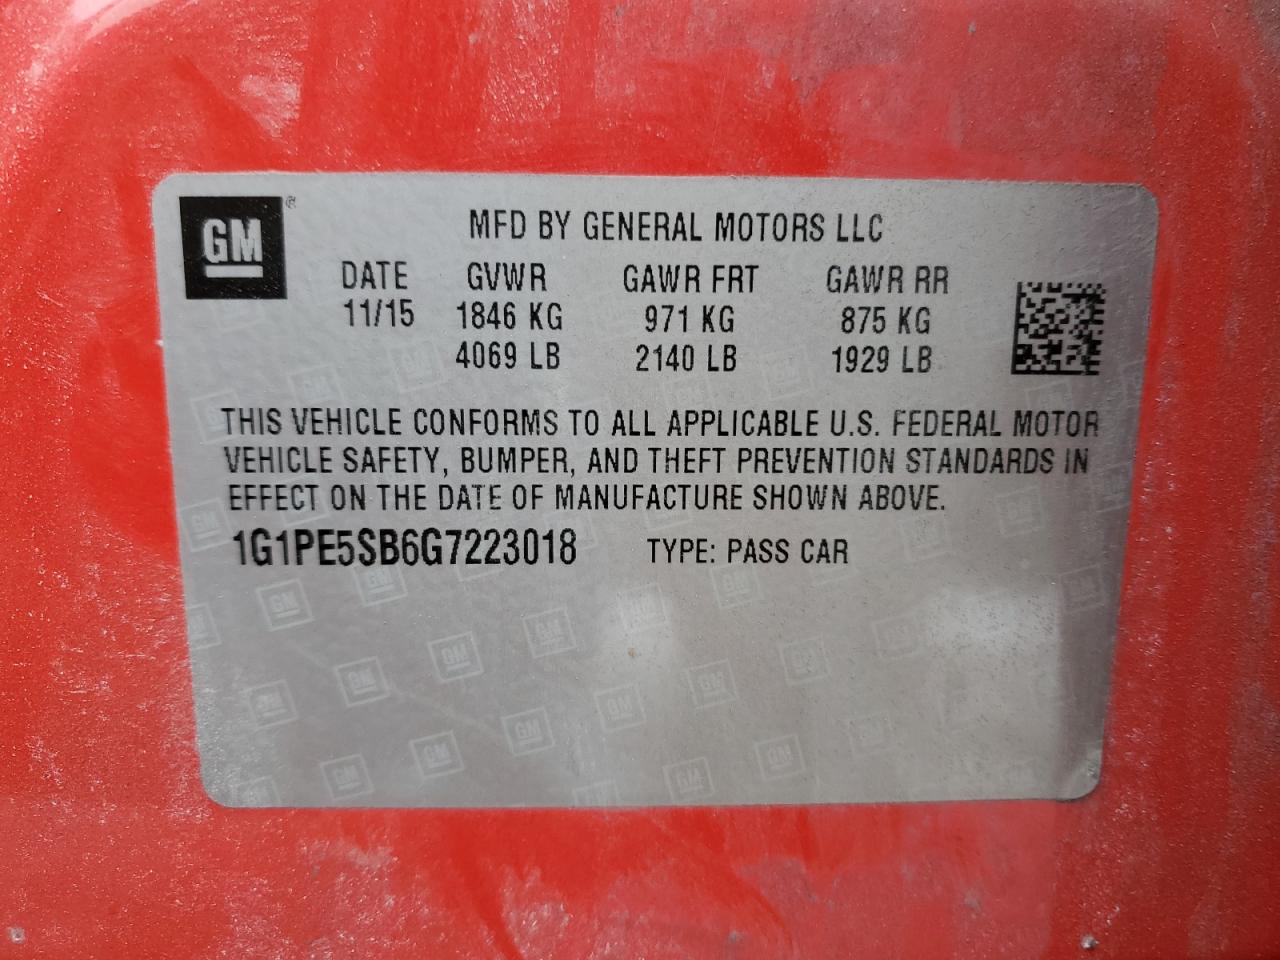 GM
MFD BY GENERAL MOTORS LLC
DATE GVWR GAWR FRT GAWR RR
11/15 1846 KG 971 KG 875 KG
4069 LB 2140 LB 1929 LB
THIS VEHICLE CONFORMS TO ALL APPLICABLE U.S. FEDERAL MOTOR
VEHICLE SAFETY, BUMPER, AND THEFT PREVENTION STANDARDS IN
EFFECT ON THE DATE OF MANUFACTURE SHOWN ABOVE.
1G1PE5SB6G7223018 TYPE: PASS CAR